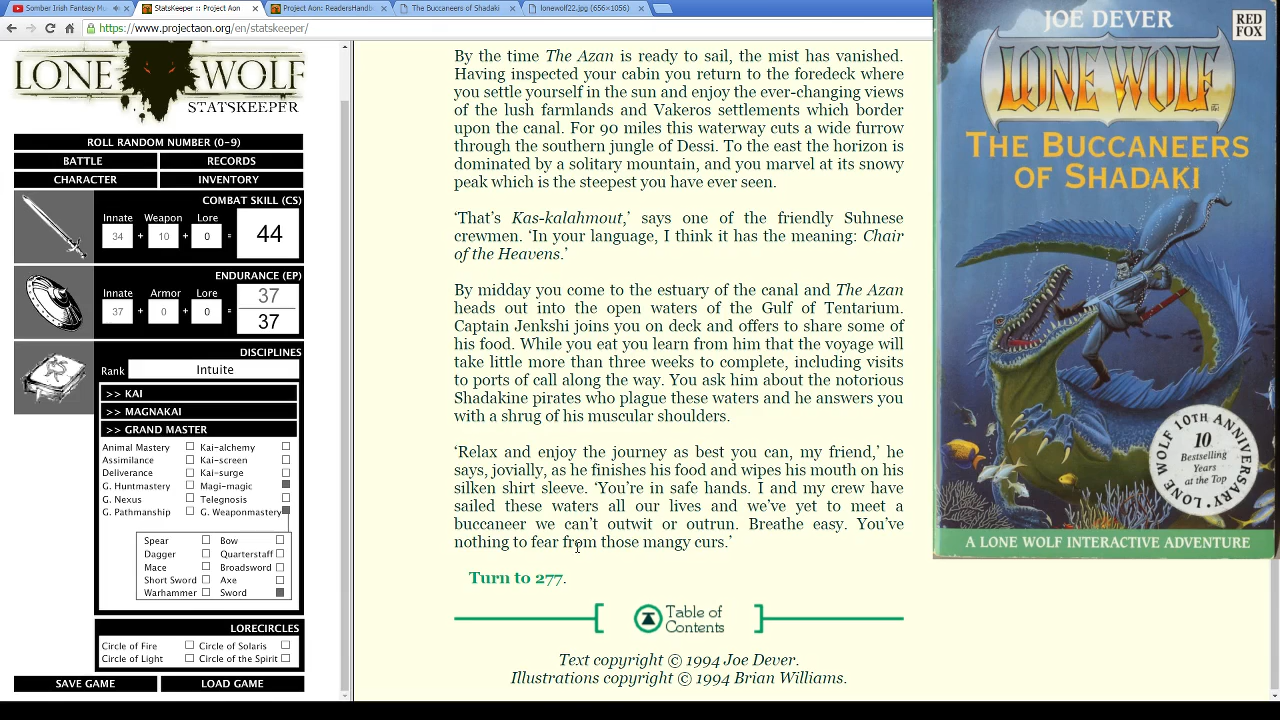 Somber Irish Fantasy Mu
StatsKeeper :: Project Aon
Project Aon: ReadersHandb
The Buccaneers of Shadaki
lonewolf22.jpg (656×1056)
https://www.projectaon.org/en/statskeeper/
LONE WOLF
STATSKEEPER
ROLL RANDOM NUMBER (0-9)
BATTLE RECORDS
CHARACTER INVENTORY
COMBAT SKILL (CS)
Innate Weapon Lore
34 + 10 + 0 = 44
ENDURANCE (EP)
37
Innate Armor Lore
37 + 0 + 0 = 37
DISCIPLINES
Rank Intuite
>> KAI
>> MAGNAKAI
>> GRAND MASTER
Animal Mastery Kai-alchemy
Assimilance Kai-screen
Deliverance Kai-surge
G. Huntmastery Magi-magic
G. Nexus Telegnosis
G. Pathmanship G. Weaponmastery
Spear Bow
Dagger Quarterstaff
Mace Broadsword
Short Sword Axe
Warhammer Sword
LORECIRCLES
Circle of Fire Circle of Solaris
Circle of Light Circle of the Spirit
SAVE GAME LOAD GAME
By the time The Azan is ready to sail, the mist has vanished.
Having inspected your cabin you return to the foredeck where
you settle yourself in the sun and enjoy the ever-changing views
of the lush farmlands and Vakeros settlements which border
upon the canal. For 90 miles this waterway cuts a wide furrow
through the southern jungle of Dessi. To the east the horizon is
dominated by a solitary mountain, and you marvel at its snowy
peak which is the steepest you have ever seen.
‘That’s Kas-kalahmout,’ says one of the friendly Suhnese
crewmen. ‘In your language, I think it has the meaning: Chair
of the Heavens.’
By midday you come to the estuary of the canal and The Azan
heads out into the open waters of the Gulf of Tentarium.
Captain Jenkshi joins you on deck and offers to share some of
his food. While you eat you learn from him that the voyage will
take little more than three weeks to complete, including visits
to ports of call along the way. You ask him about the notorious
Shadakine pirates who plague these waters and he answers you
with a shrug of his muscular shoulders.
‘Relax and enjoy the journey as best you can, my friend,’ he
says, jovially, as he finishes his food and wipes his mouth on his
silken shirt sleeve. ‘You’re in safe hands. I and my crew have
sailed these waters all our lives and we’ve yet to meet a
buccaneer we can’t outwit or outrun. Breathe easy. You’ve
nothing to fear from those mangy curs.’
Turn to 277.
Table of
Contents
Text copyright © 1994 Joe Dever.
Illustrations copyright © 1994 Brian Williams.
JOE DEVER
RED
FOX
LONE WOLF
THE BUCCANEERS
OF SHADAKI
LONE WOLF 10TH ANNIVERSARY
10
Bestselling
Years
at the Top
A LONE WOLF INTERACTIVE ADVENTURE